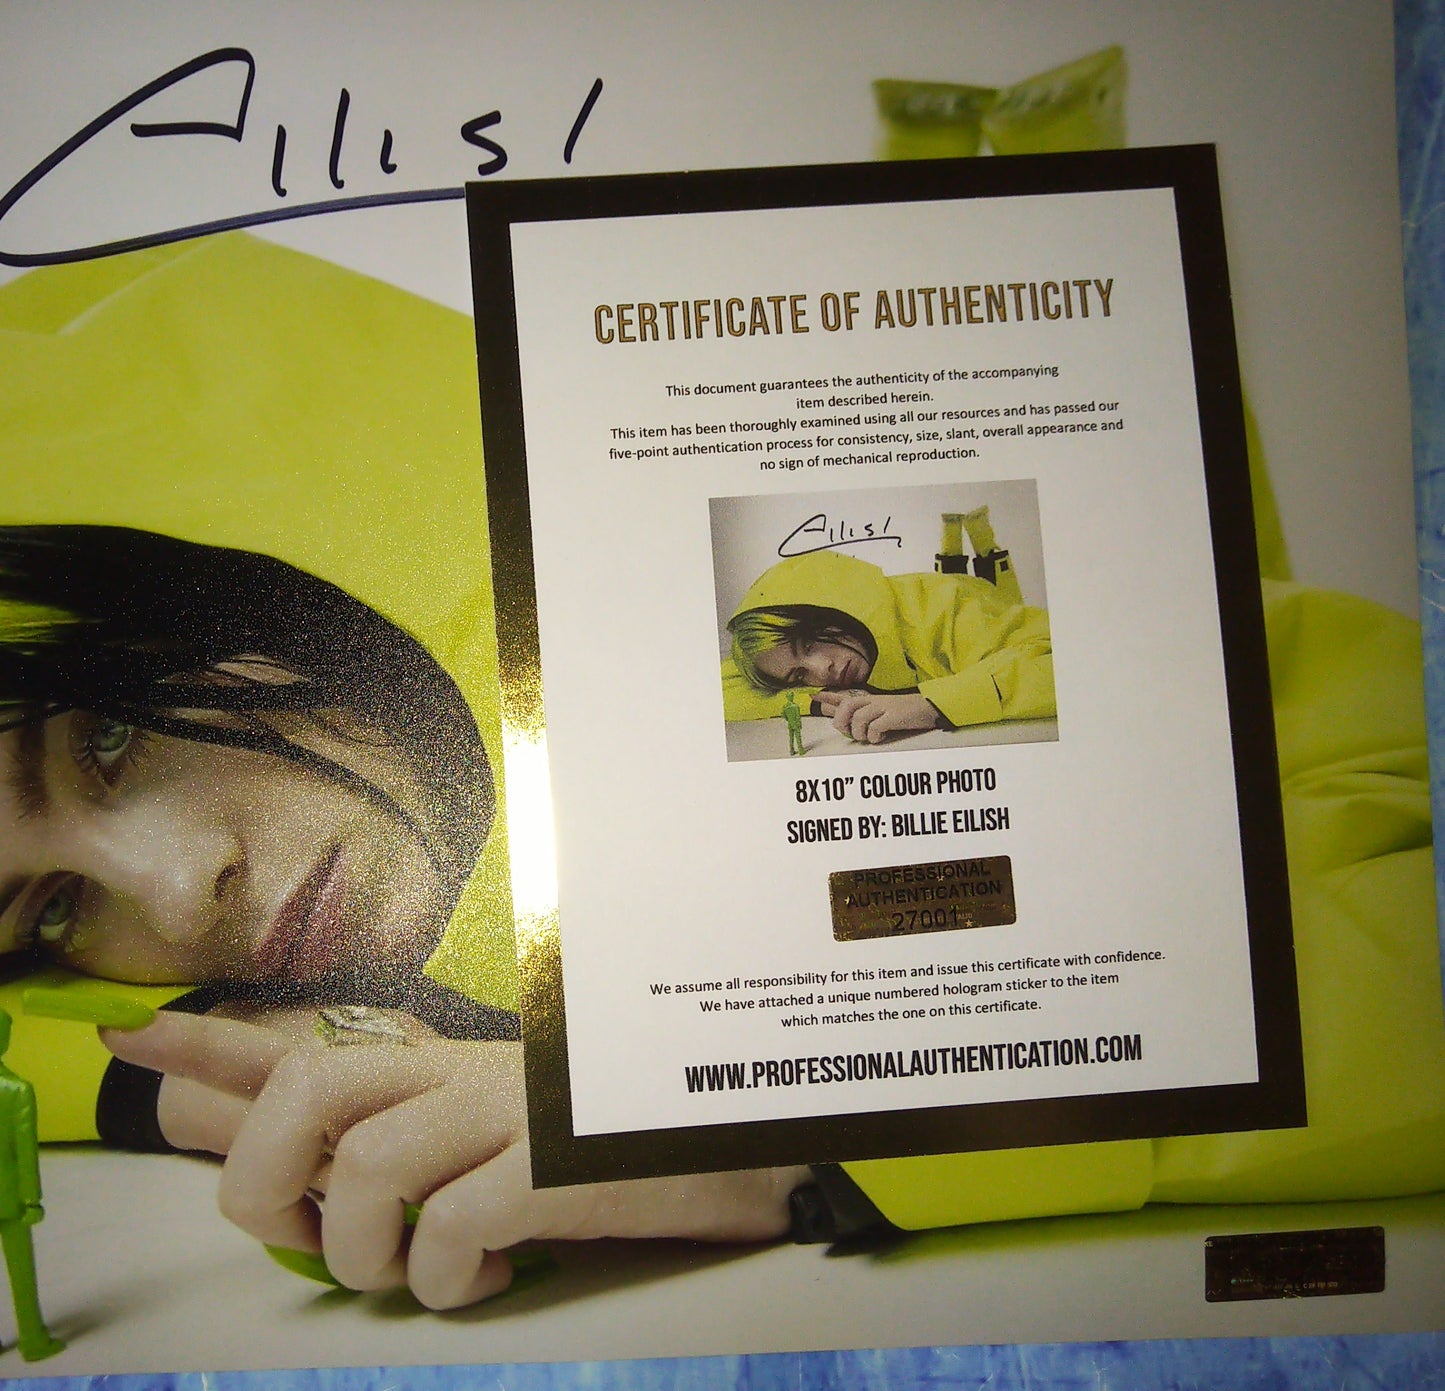 Eilish
CERTIFICATE OF AUTHENTICITY
This document guarantees the authenticity of the accompanying
item described herein.
This item has been thoroughly examined using all our resources and has passed our
five-point authentication process for consistency, size, slant, overall appearance and
no sign of mechanical reproduction.
8X10” COLOUR PHOTO
SIGNED BY: BILLIE EILISH
PROFESSIONAL
AUTHENTICATION
27001
We assume all responsibility for this item and issue this certificate with confidence.
We have attached a unique numbered hologram sticker to the item
which matches the one on this certificate.
WWW.PROFESSIONALAUTHENTICATION.COM